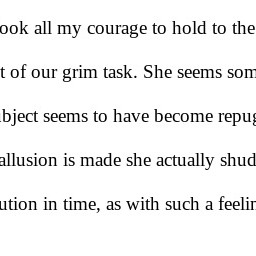 ook all my courage to hold to the
t of our grim task. She seems som
bject seems to have become repug
allusion is made she actually shud
ution in time, as with such a feelin